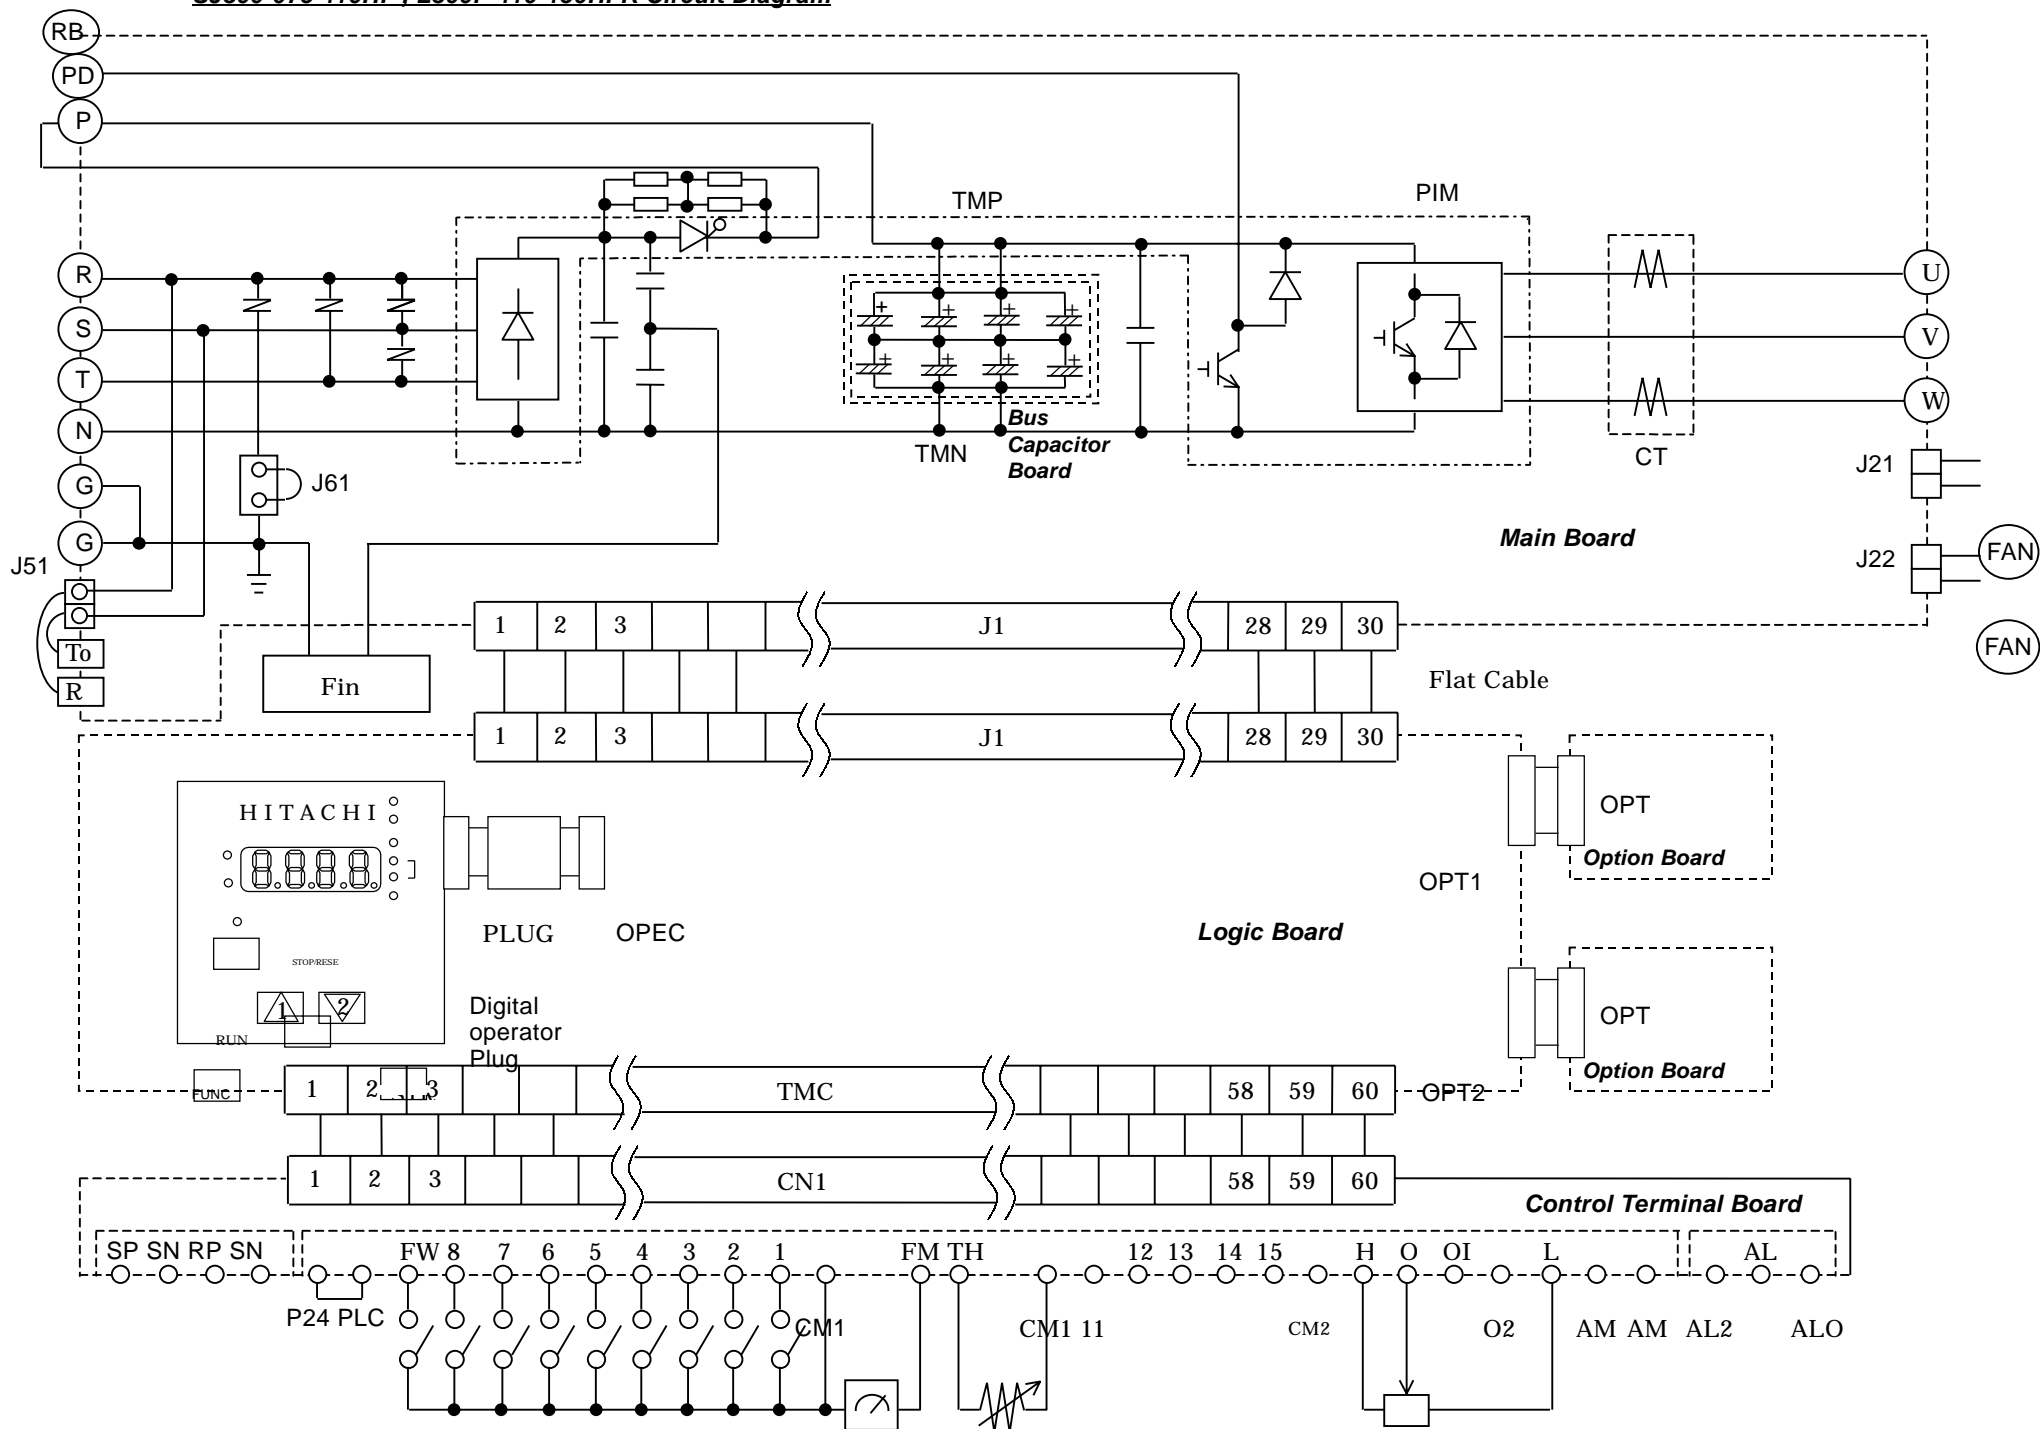 RB
PD
P
TMP
PIM
R
S
T
N
G
G
U
V
W
Bus
Capacitor
Board
TMN
CT
J61
J21
J22
J51
Main Board
FAN
FAN
To
R
Fin
1 2 3 J1 28 29 30
Flat Cable
1 2 3 J1 28 29 30
HITACHI
OPT
Option Board
OPT1
PLUG OPEC
Logic Board
STOP/RESE
1 2
Digital
operator
Plug
OPT
RUN
Option Board
FUNC
1 2 3 TMC 58 59 60
OPT2
1 2 3 CN1 58 59 60
Control Terminal Board
SP SN RP SN FW 8 7 6 5 4 3 2 1 FM TH 12 13 14 15 H O OI L AL
P24 PLC CM1 CM1 11 CM2 O2 AM AM AL2 ALO